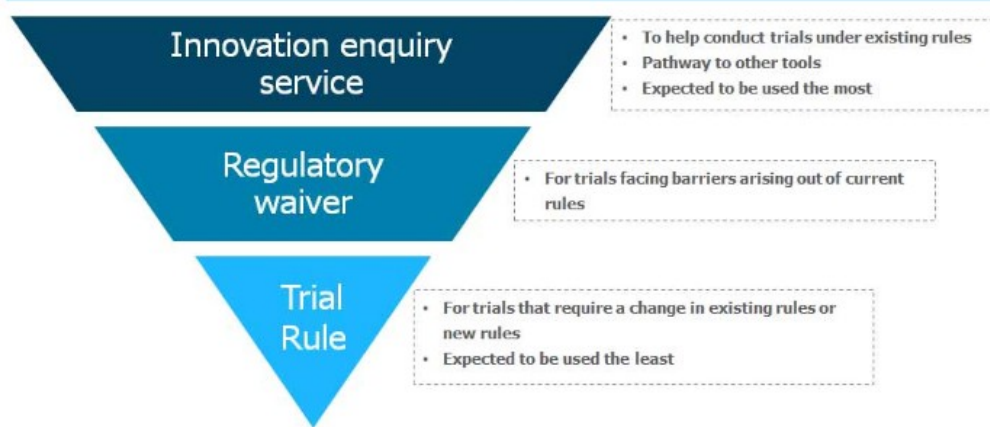 Innovation enquiry
service
• To help conduct trials under existing rules
• Pathway to other tools
• Expected to be used the most
Regulatory
waiver
• For trials facing barriers arising out of current
rules
Trial
Rule
• For trials that require a change in existing rules or
new rules
• Expected to be used the least